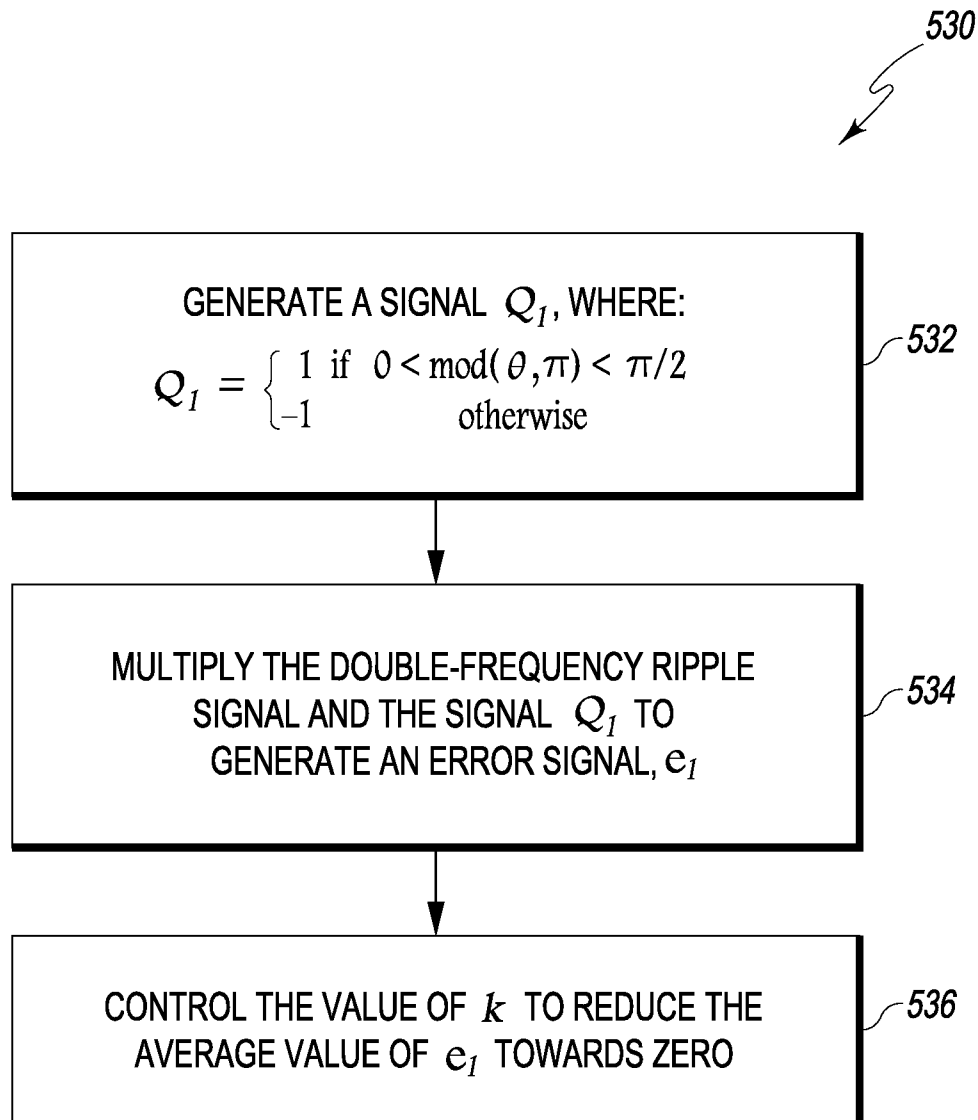 530
GENERATE A SIGNAL Q₁, WHERE:
Q₁ = { 1 if 0 < mod( θ, π) < π/2
–1 otherwise
532
MULTIPLY THE DOUBLE-FREQUENCY RIPPLE
SIGNAL AND THE SIGNAL Q₁ TO
GENERATE AN ERROR SIGNAL, e₁
534
CONTROL THE VALUE OF k TO REDUCE THE
AVERAGE VALUE OF e₁ TOWARDS ZERO
536